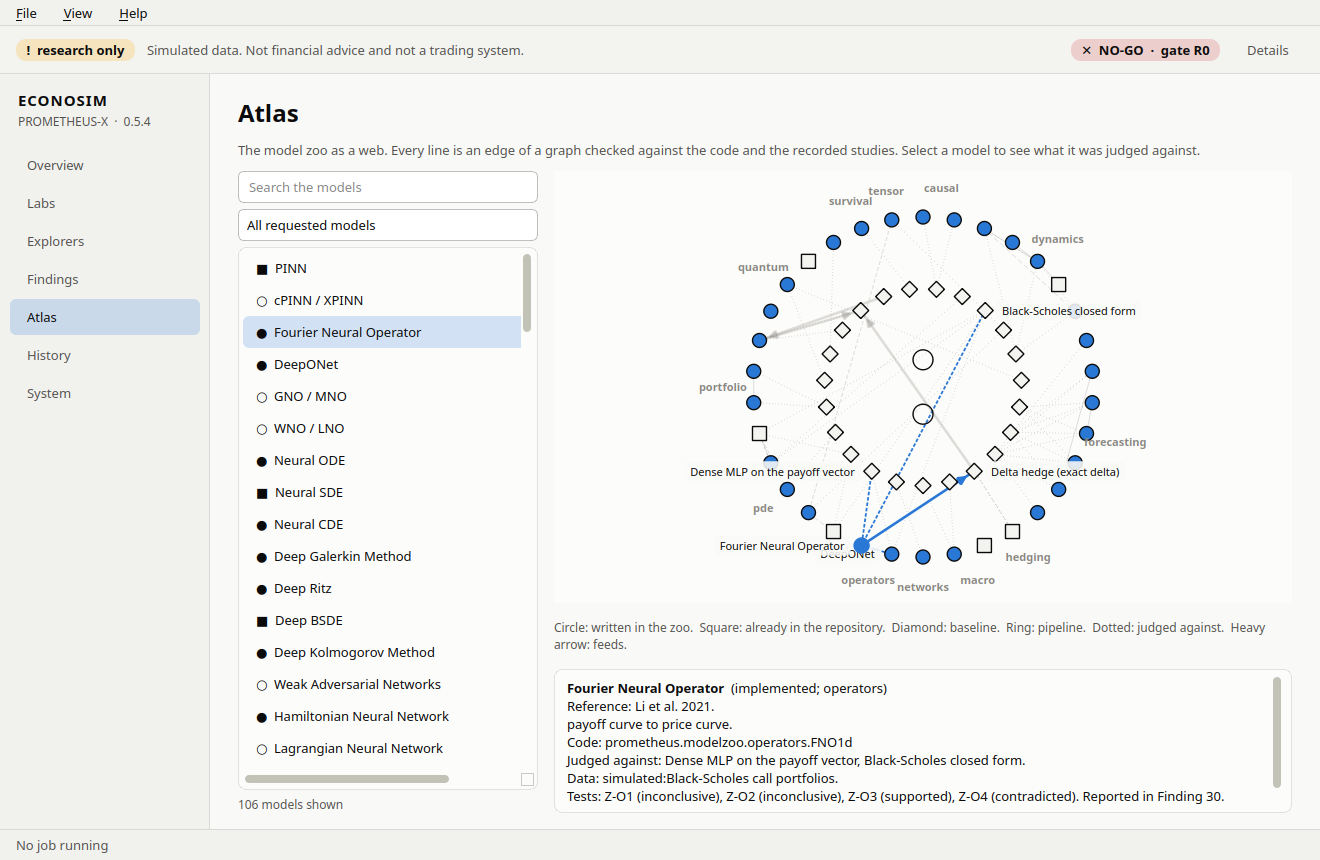 File View Help
! research only Simulated data. Not financial advice and not a trading system. × NO-GO · gate R0 Details
ECONOSIM
PROMETHEUS-X · 0.5.4
Overview
Labs
Explorers
Findings
Atlas
History
System
Atlas
The model zoo as a web. Every line is an edge of a graph checked against the code and the recorded studies. Select a model to see what it was judged against.
Search the models
All requested models
PINN
cPINN / XPINN
Fourier Neural Operator
DeepONet
GNO / MNO
WNO / LNO
Neural ODE
Neural SDE
Neural CDE
Deep Galerkin Method
Deep Ritz
Deep BSDE
Deep Kolmogorov Method
Weak Adversarial Networks
Hamiltonian Neural Network
Lagrangian Neural Network
106 models shown
causal
tensor
survival
dynamics
quantum
Black-Scholes closed form
portfolio
forecasting
Dense MLP on the payoff vector
Delta hedge (exact delta)
pde
Fourier Neural Operator
DeepONet
hedging
operators
macro
networks
Circle: written in the zoo. Square: already in the repository. Diamond: baseline. Ring: pipeline. Dotted: judged against. Heavy
arrow: feeds.
Fourier Neural Operator (implemented; operators)
Reference: Li et al. 2021.
payoff curve to price curve.
Code: prometheus.modelzoo.operators.FNO1d
Judged against: Dense MLP on the payoff vector, Black-Scholes closed form.
Data: simulated:Black-Scholes call portfolios.
Tests: Z-O1 (inconclusive), Z-O2 (inconclusive), Z-O3 (supported), Z-O4 (contradicted). Reported in Finding 30.
No job running